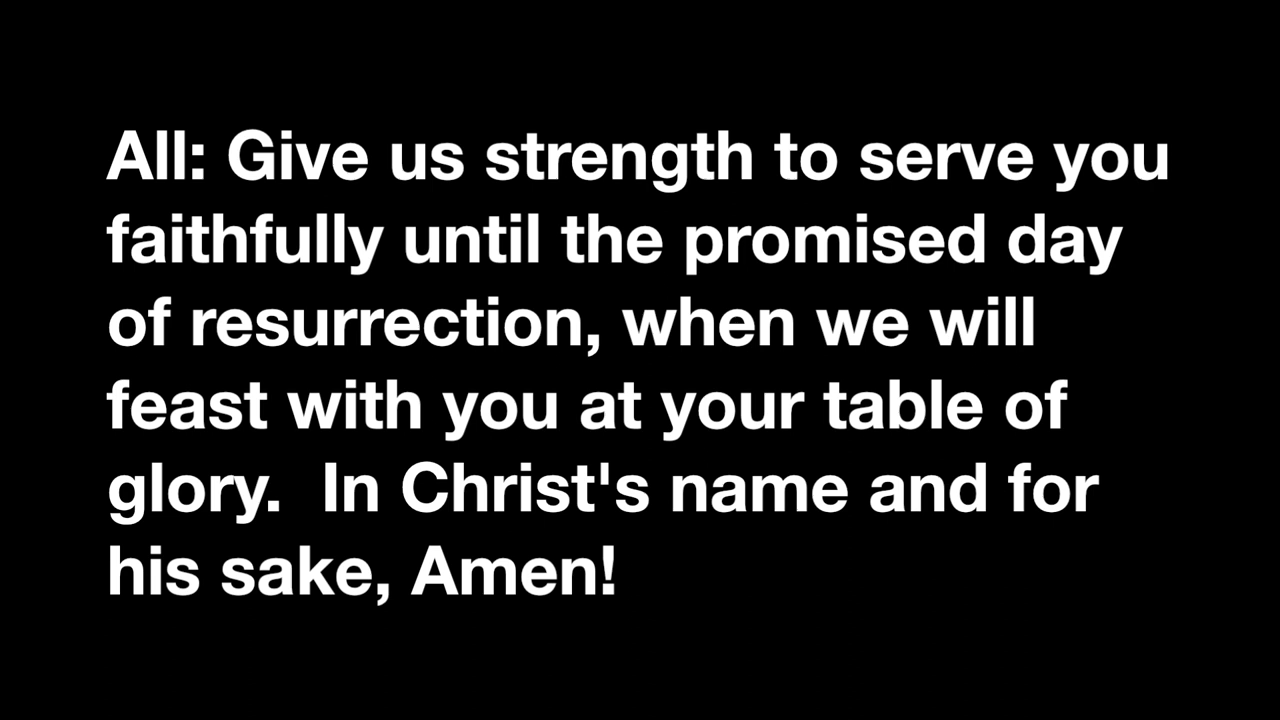 All: Give us strength to serve you
faithfully until the promised day
of resurrection, when we will
feast with you at your table of
glory.  In Christ's name and for
his sake, Amen!